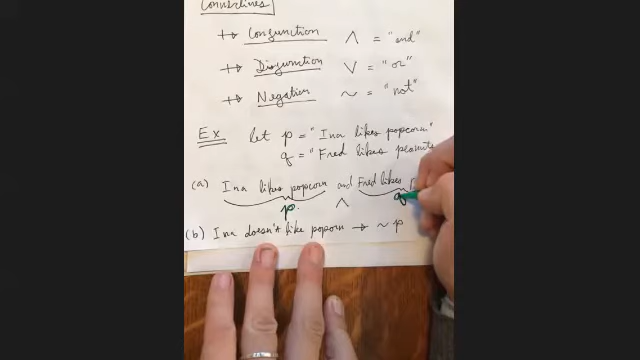 Connectives
↦ Conjunction ∧ = "and"
↦ Disjunction ∨ = "or"
↦ Negation ~ = "not"
Ex let p = "Ina likes popcorn"
q = "Fred likes peanuts
(a) Ina likes popcorn and Fred likes
p. ∧ q
(b) Ina doesn't like popcorn → ~ p